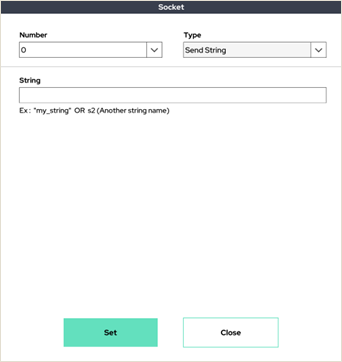 Socket
Number
Type
0
Send String
String
Ex : "my_string" OR s2 (Another string name)
Set
Close